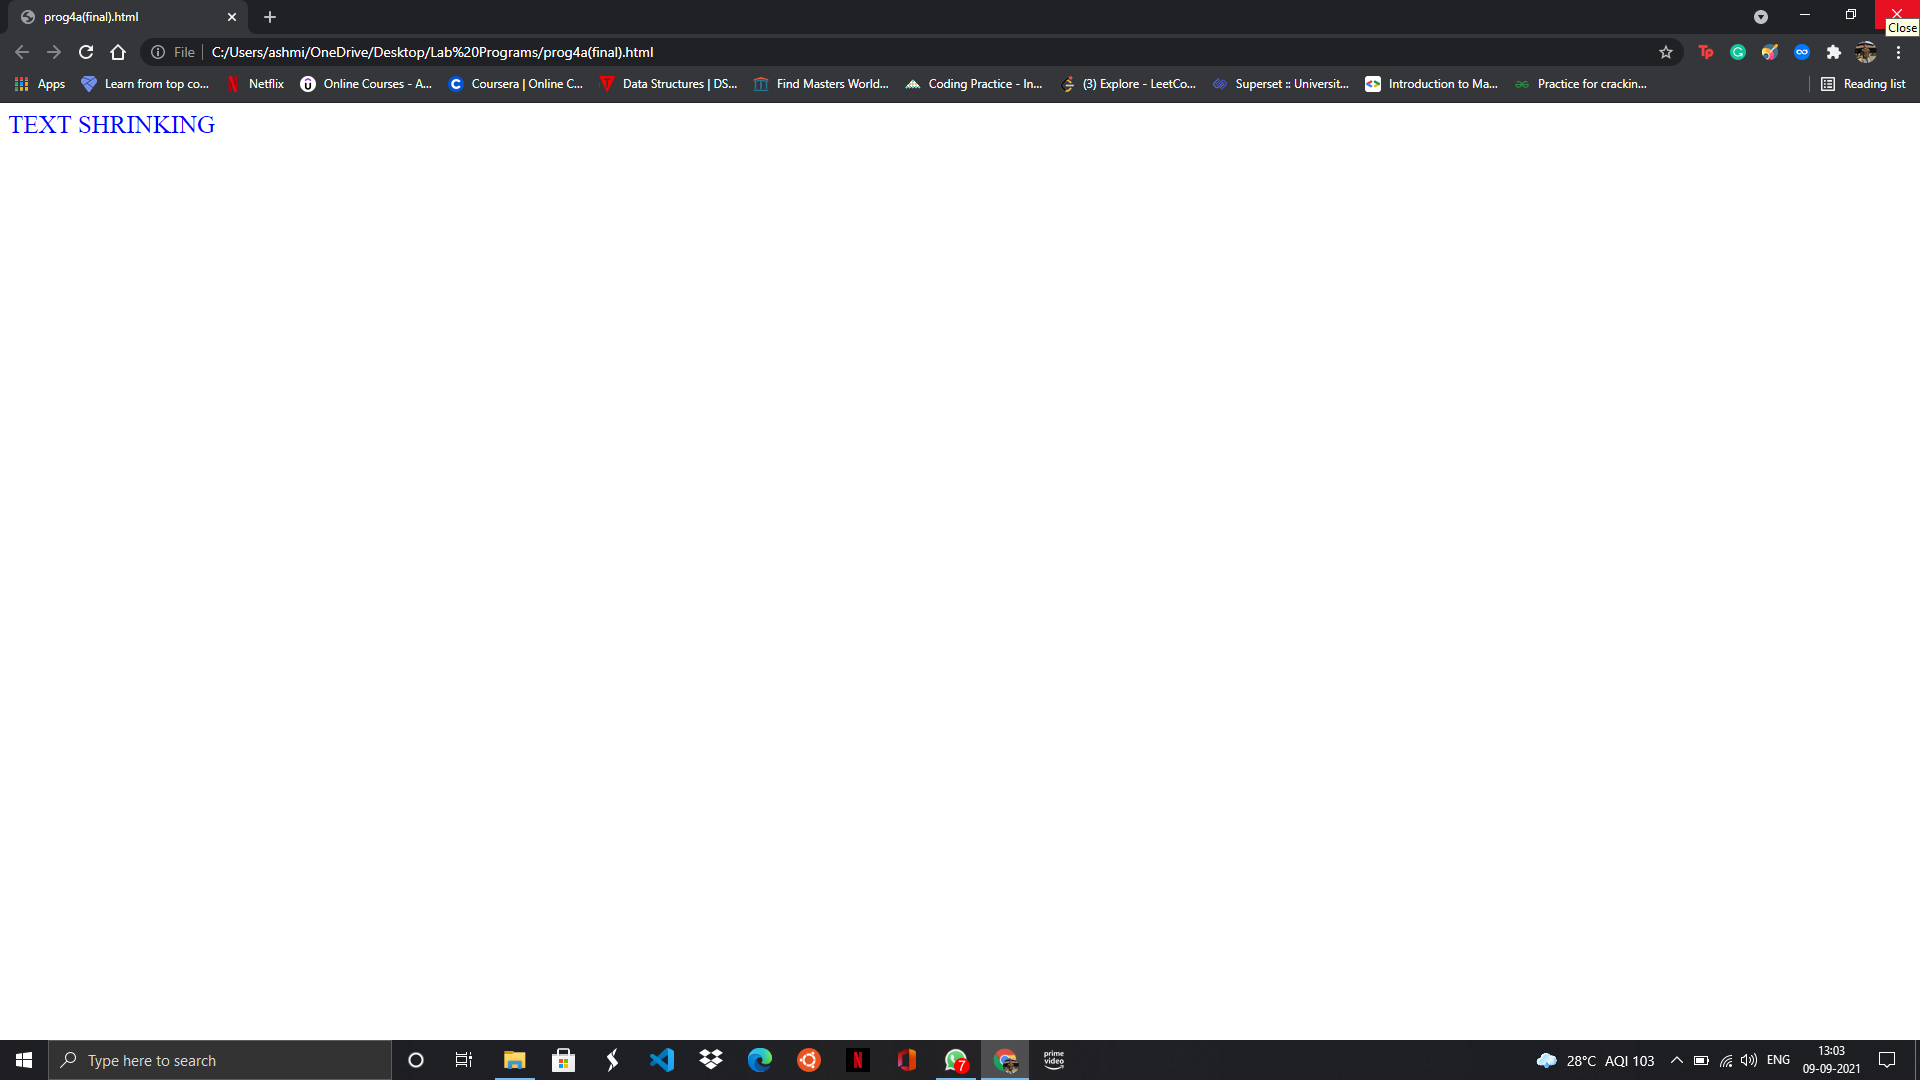 prog4a(final).html
Close
File C:/Users/ashmi/OneDrive/Desktop/Lab%20Programs/prog4a(final).html
Apps Learn from top co... Netflix Online Courses - A... Coursera | Online C... Data Structures | DS... Find Masters World... Coding Practice - In... (3) Explore - LeetCo... Superset :: Universit... Introduction to Ma... Practice for crackin... Reading list
TEXT SHRINKING
Type here to search
7
prime video
28°C AQI 103
ENG
13:03
09-09-2021